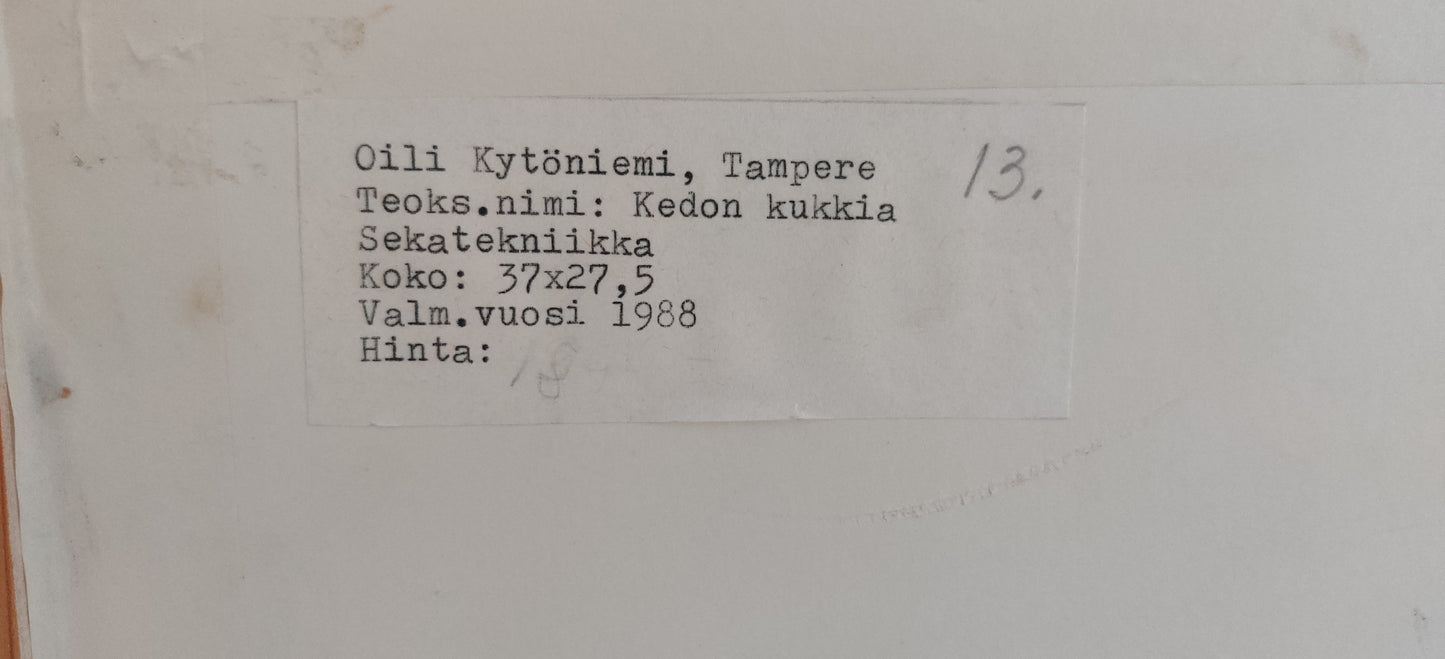 Oili Kytöniemi, Tampere 13.
Teoks.nimi: Kedon kukkia
Sekatekniikka
Koko: 37x27,5
Valm.vuosi 1988
Hinta: